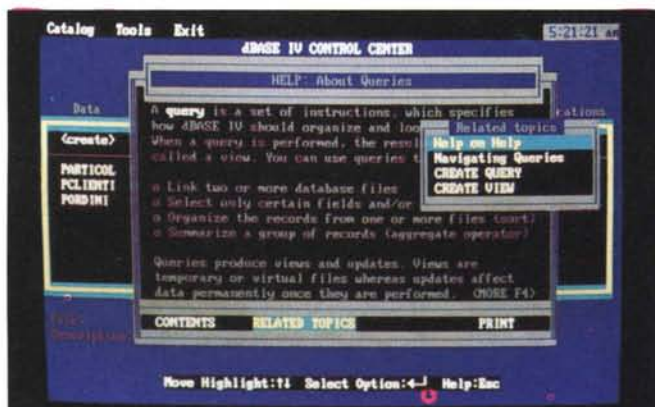 Catalog Tools Exit 5:21:21 am
dBASE IV CONTROL CENTER
HELP: About Queries
Data
A query is a set of instructions, which specifies
how dBASE IV should organize and
When a query is performed, the
called a view. You can use queries
Related topics
Help on Help
Navigating Queries
CREATE QUERY
CREATE VIEW
<create>
PARTICOL
PCLIENTI
PORDINI
o Link two or more database files
o Select only certain fields and/or
o Organize the records from one or more files (sort)
o Summarize a group of records (aggregate operator)
Queries produce views and updates. Views are
temporary or virtual files whereas updates affect
data permanently once they are performed. (MORE F4)
CONTENTS RELATED TOPICS PRINT
Move Highlight:↑↓ Select Option:↵ Help:Esc